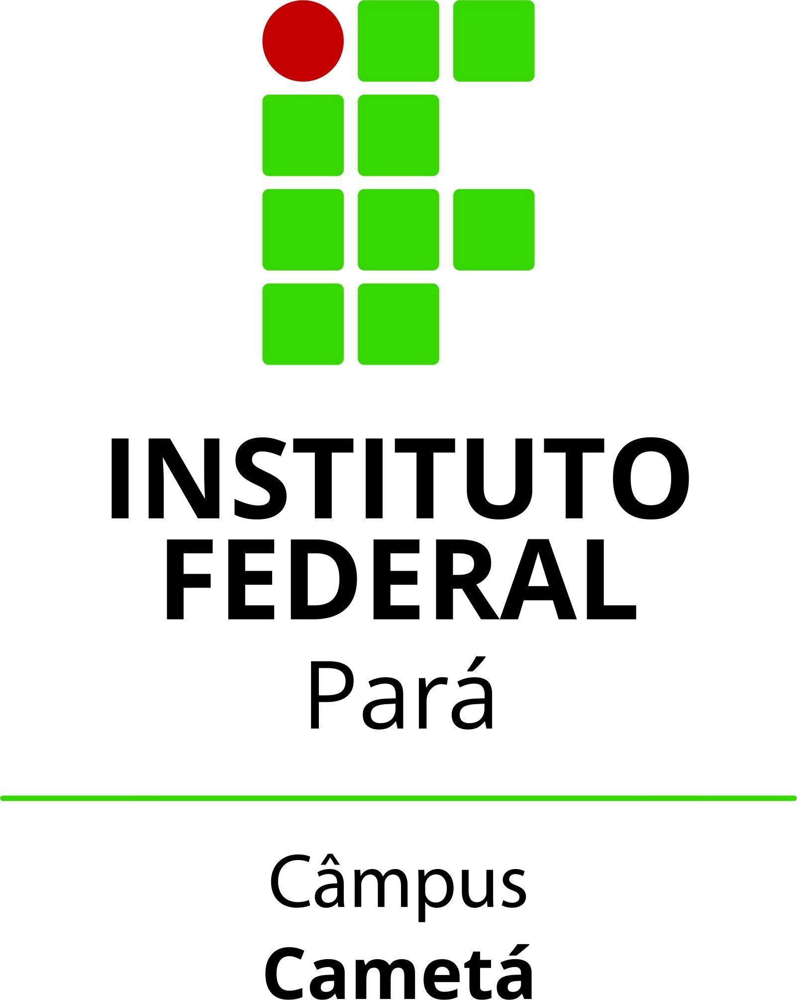 INSTITUTO
FEDERAL
Pará
Câmpus
Cametá